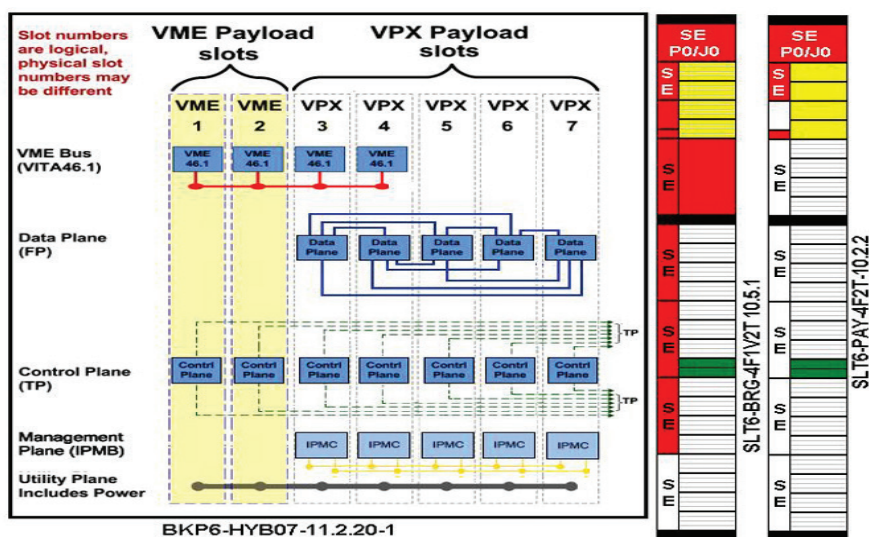 Slot numbers
are logical,
physical slot
numbers may
be different
VME Payload
slots
VPX Payload
slots
VME
1
VME
2
VPX
3
VPX
4
VPX
5
VPX
6
VPX
7
VME Bus
(VITA46.1)
VME
46.1
VME
46.1
VME
46.1
VME
46.1
Data Plane
(FP)
Data
Plane
Data
Plane
Data
Plane
Data
Plane
Data
Plane
TP
Control Plane
(TP)
Contrl
Plane
Contrl
Plane
Contrl
Plane
Contrl
Plane
Contrl
Plane
Contrl
Plane
Contrl
Plane
TP
Management
Plane (IPMB)
IPMC
IPMC
IPMC
IPMC
IPMC
Utility Plane
Includes Power
BKP6-HYB07-11.2.20-1
SE
P0/J0
S
E
S
E
S
E
S
E
S
E
S
E
SLT6-BRG-4F1V2T 10.5.1
SE
P0/J0
S
E
S
E
S
E
S
E
S
E
S
E
SLT6-PAY-4F2T-10.2.2